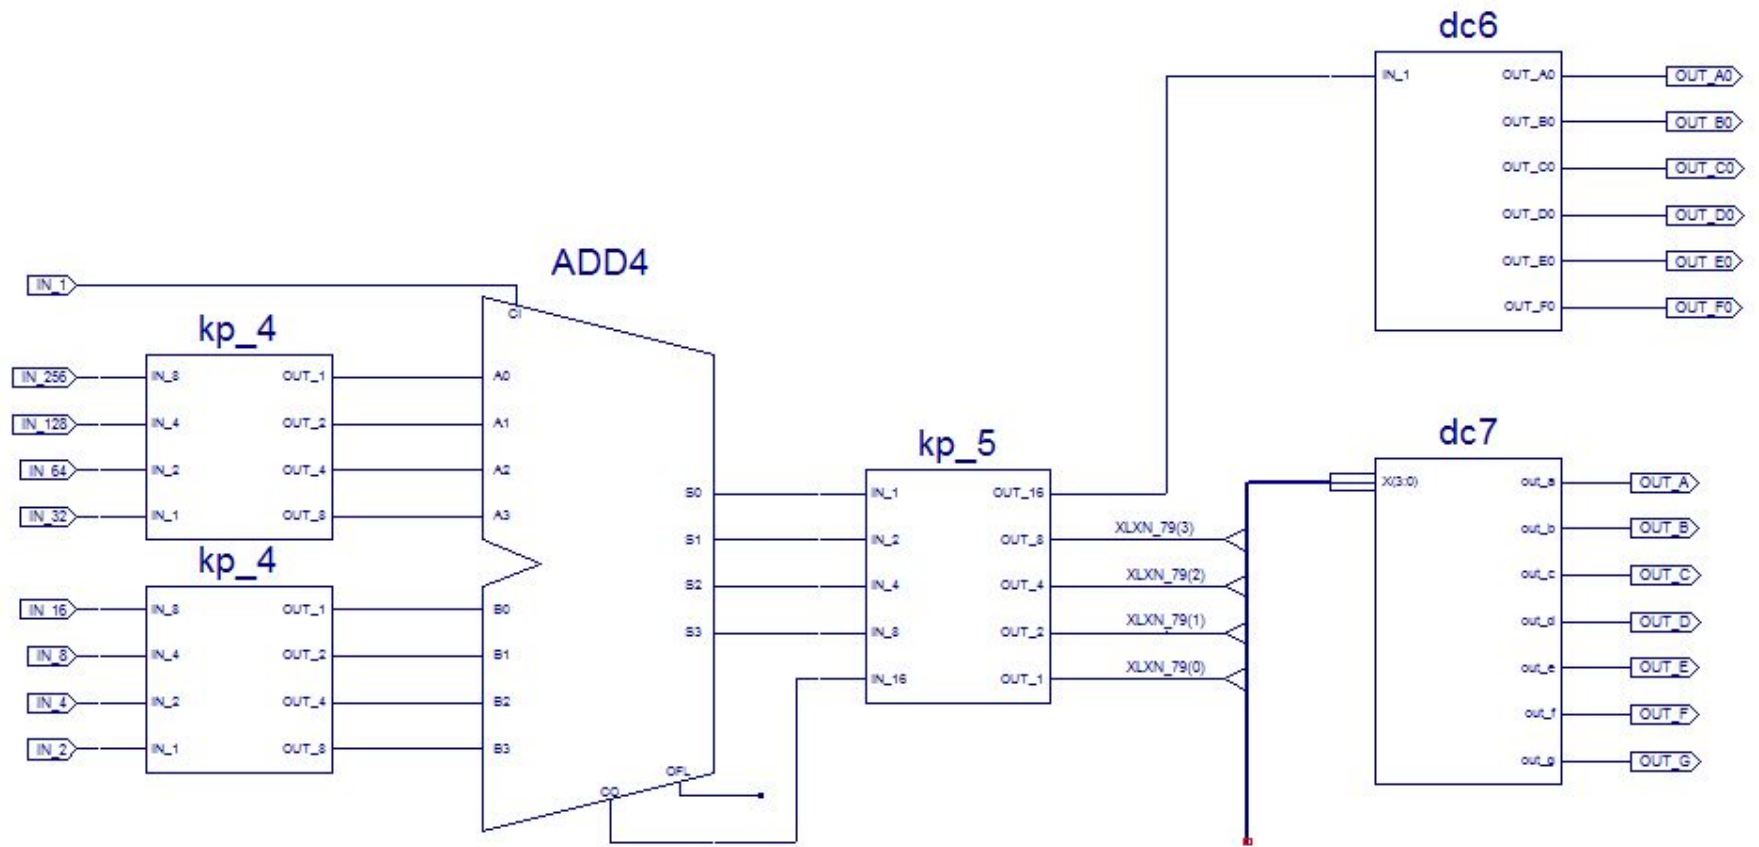 dc6
IN_1 OUT_A0 OUT_A0
OUT_B0 OUT B0
OUT_C0 OUT_C0
OUT_D0 OUT_D0
OUT_E0 OUT E0
OUT_F0 OUT_F0
ADD4
IN_1
CI
kp_4
IN_256 IN_8 OUT_1 A0
IN_128 IN_4 OUT_2 A1
IN_64 IN_2 OUT_4 A2
IN_32 IN_1 OUT_8 A3
kp_4
IN_16 IN_8 OUT_1 B0
IN_8 IN_4 OUT_2 B1
IN_4 IN_2 OUT_4 B2
IN_2 IN_1 OUT_8 B3
S0
S1
S2
S3
OFL
CO
kp_5
IN_1 OUT_16
IN_2 OUT_8 XLXN_79(3)
IN_4 OUT_4 XLXN_79(2)
IN_8 OUT_2 XLXN_79(1)
IN_16 OUT_1 XLXN_79(0)
dc7
X(3:0) out_a OUT_A
out_b OUT_B
out_c OUT_C
out_d OUT_D
out_e OUT_E
out_f OUT_F
out_g OUT_G